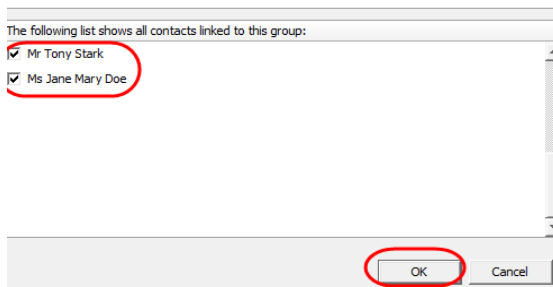 The following list shows all contacts linked to this group:
Mr Tony Stark
Ms Jane Mary Doe
OK Cancel